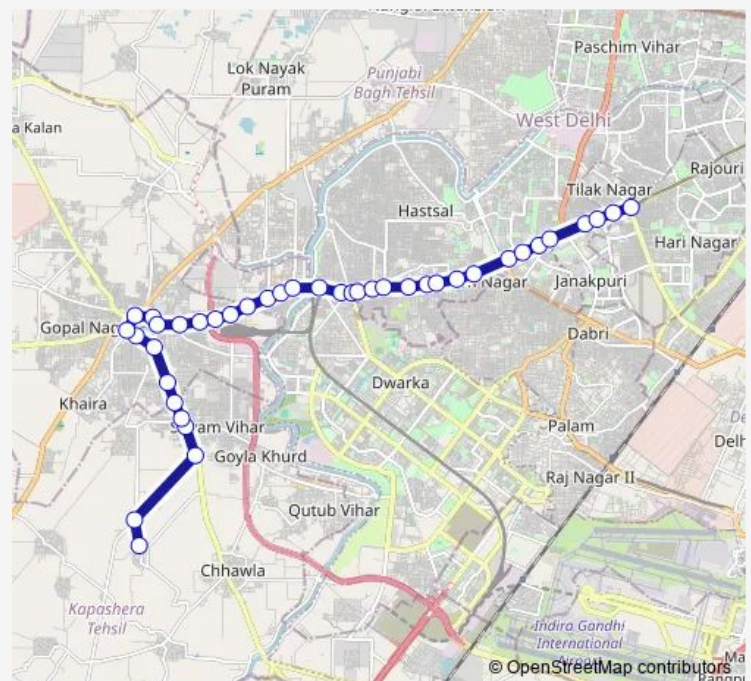 Paschim Vihar
Lok Nayak
Puram
Punjabi
Bagh Tehsil
West Delhi
a Kalan
Rajouri
Tilak Nagar
Hastsal
Hari Nagar
Nagar
Janakpuri
Gopal Nag
Dabri
Dwarka
Khaira
Palam
Goyla Khurd
Raj Nagar II
Qutub Vihar
Chhawla
Kapashera
Tehsil
Indira Gandhi
International
© OpenStreetMap contributors